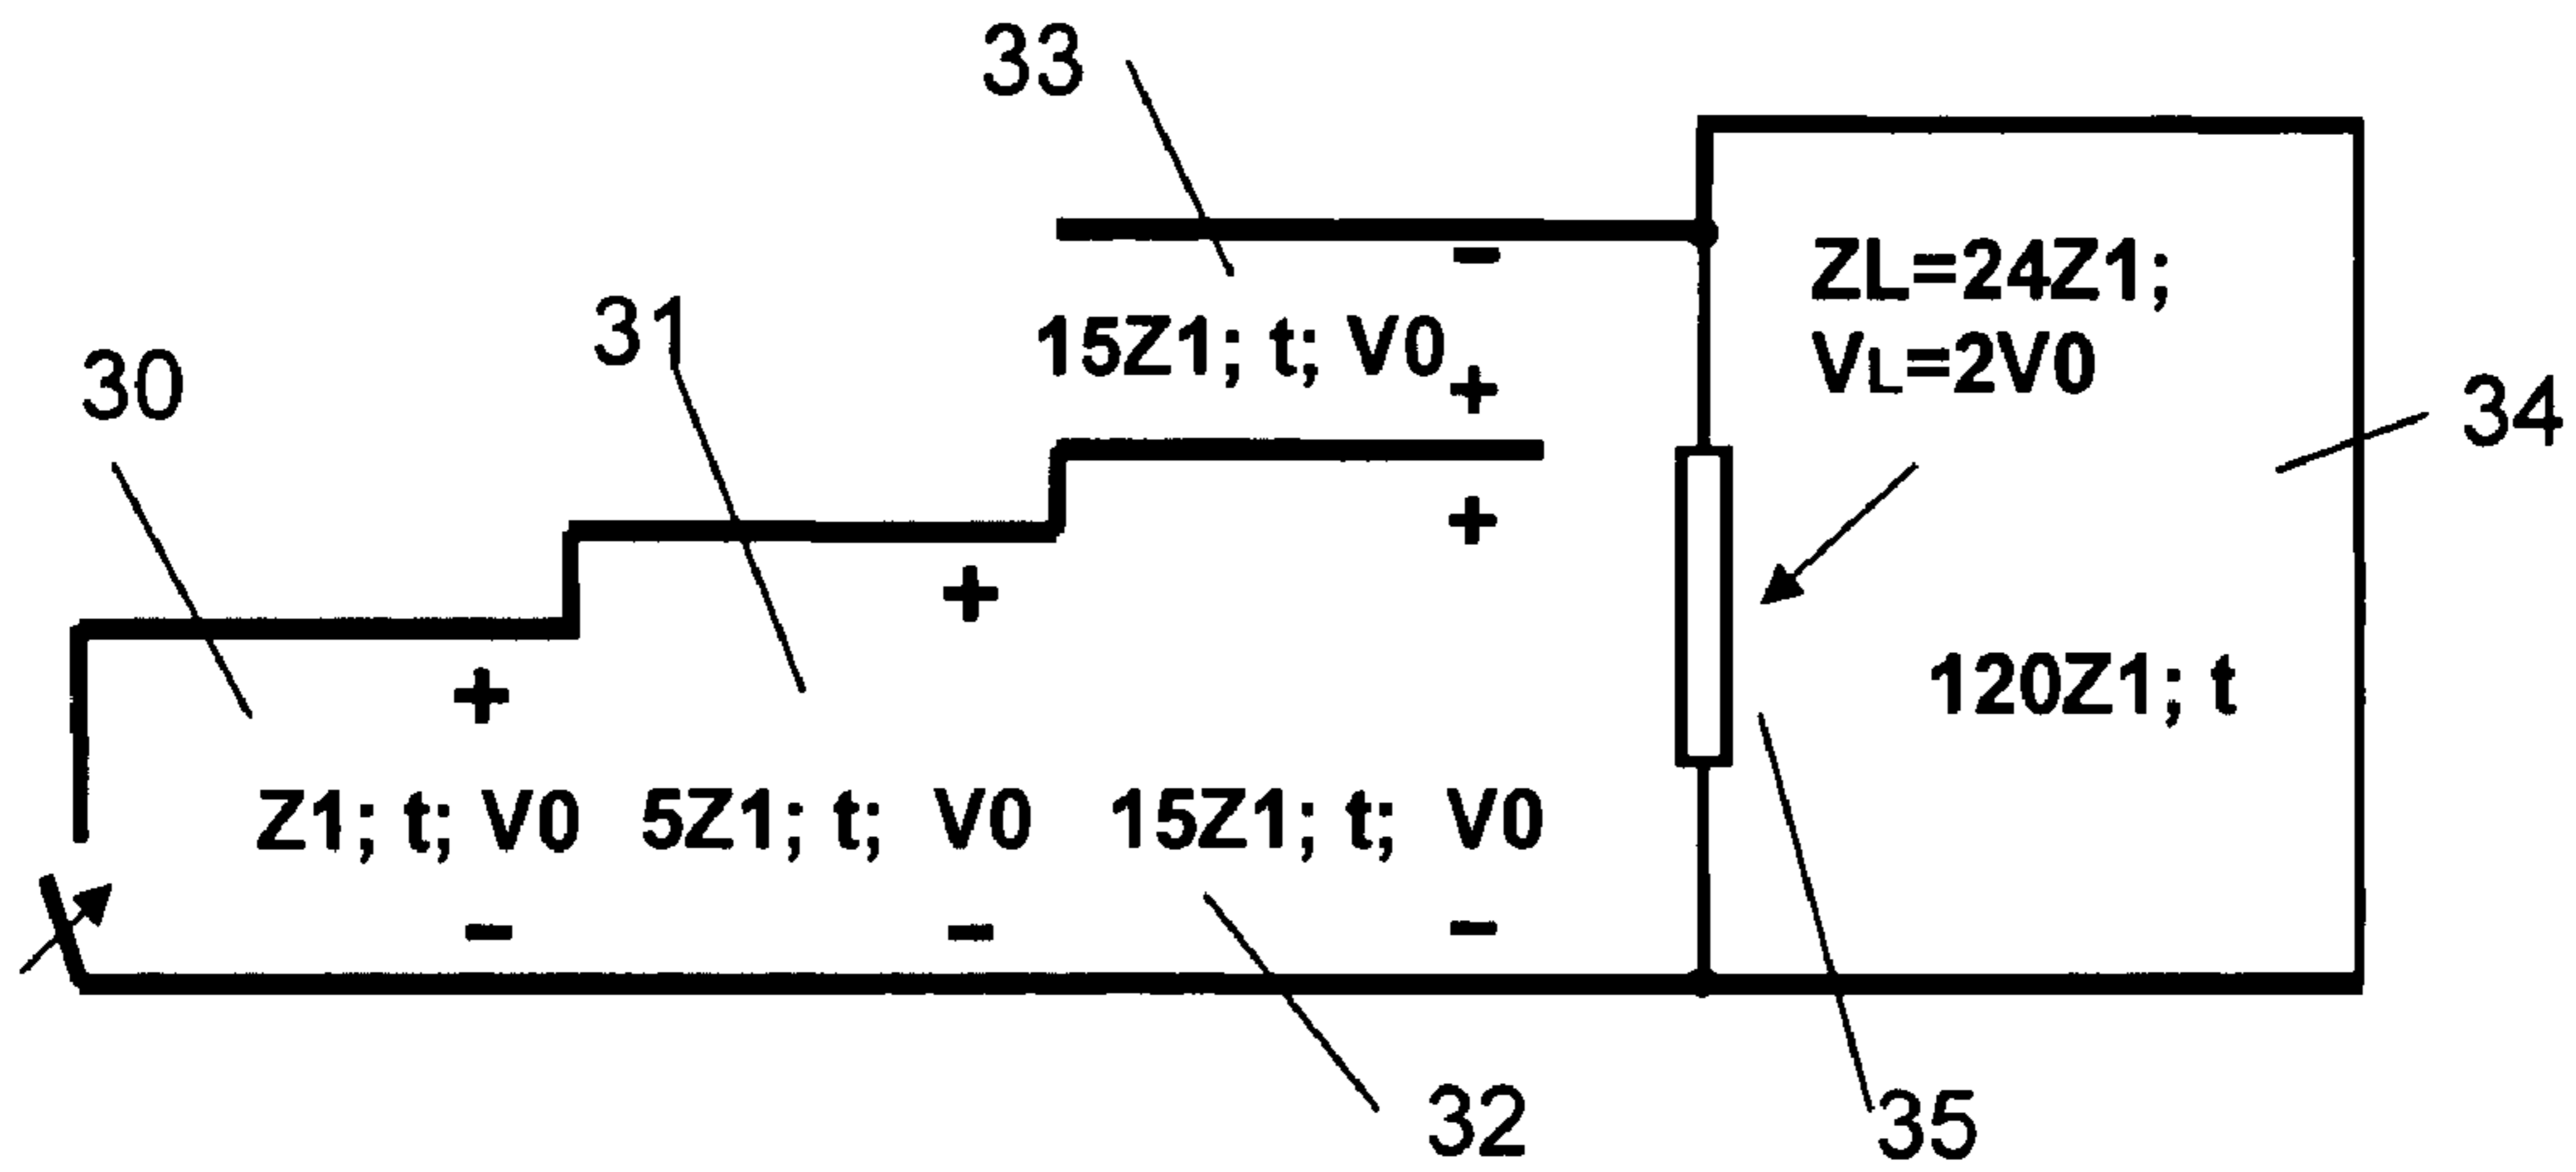 33
ZL=24Z1;
VL=2V0
31
15Z1; t; V0
-
+
30
34
+
+
+
120Z1; t
Z1; t; V0
5Z1; t; V0
15Z1; t; V0
-
-
-
32
35